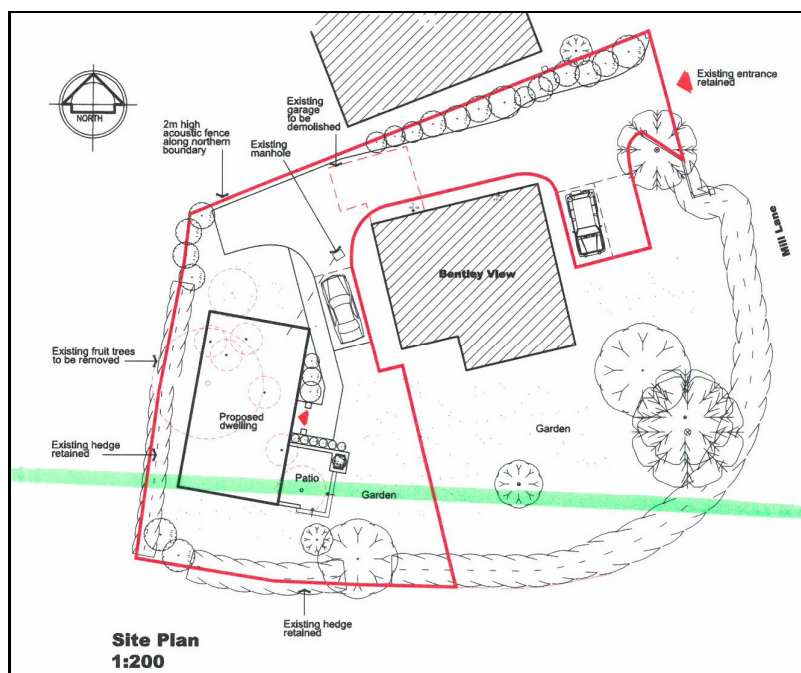 Existing entrance
retained
Existing
garage
to be
demolished
2m high
acoustic fence
along northern
boundary
Existing
manhole
NORTH
Mill Lane
Bentley View
Existing fruit trees
to be removed
Proposed
dwelling
Garden
Existing hedge
retained
Patio
Garden
Existing hedge
retained
Site Plan
1:200